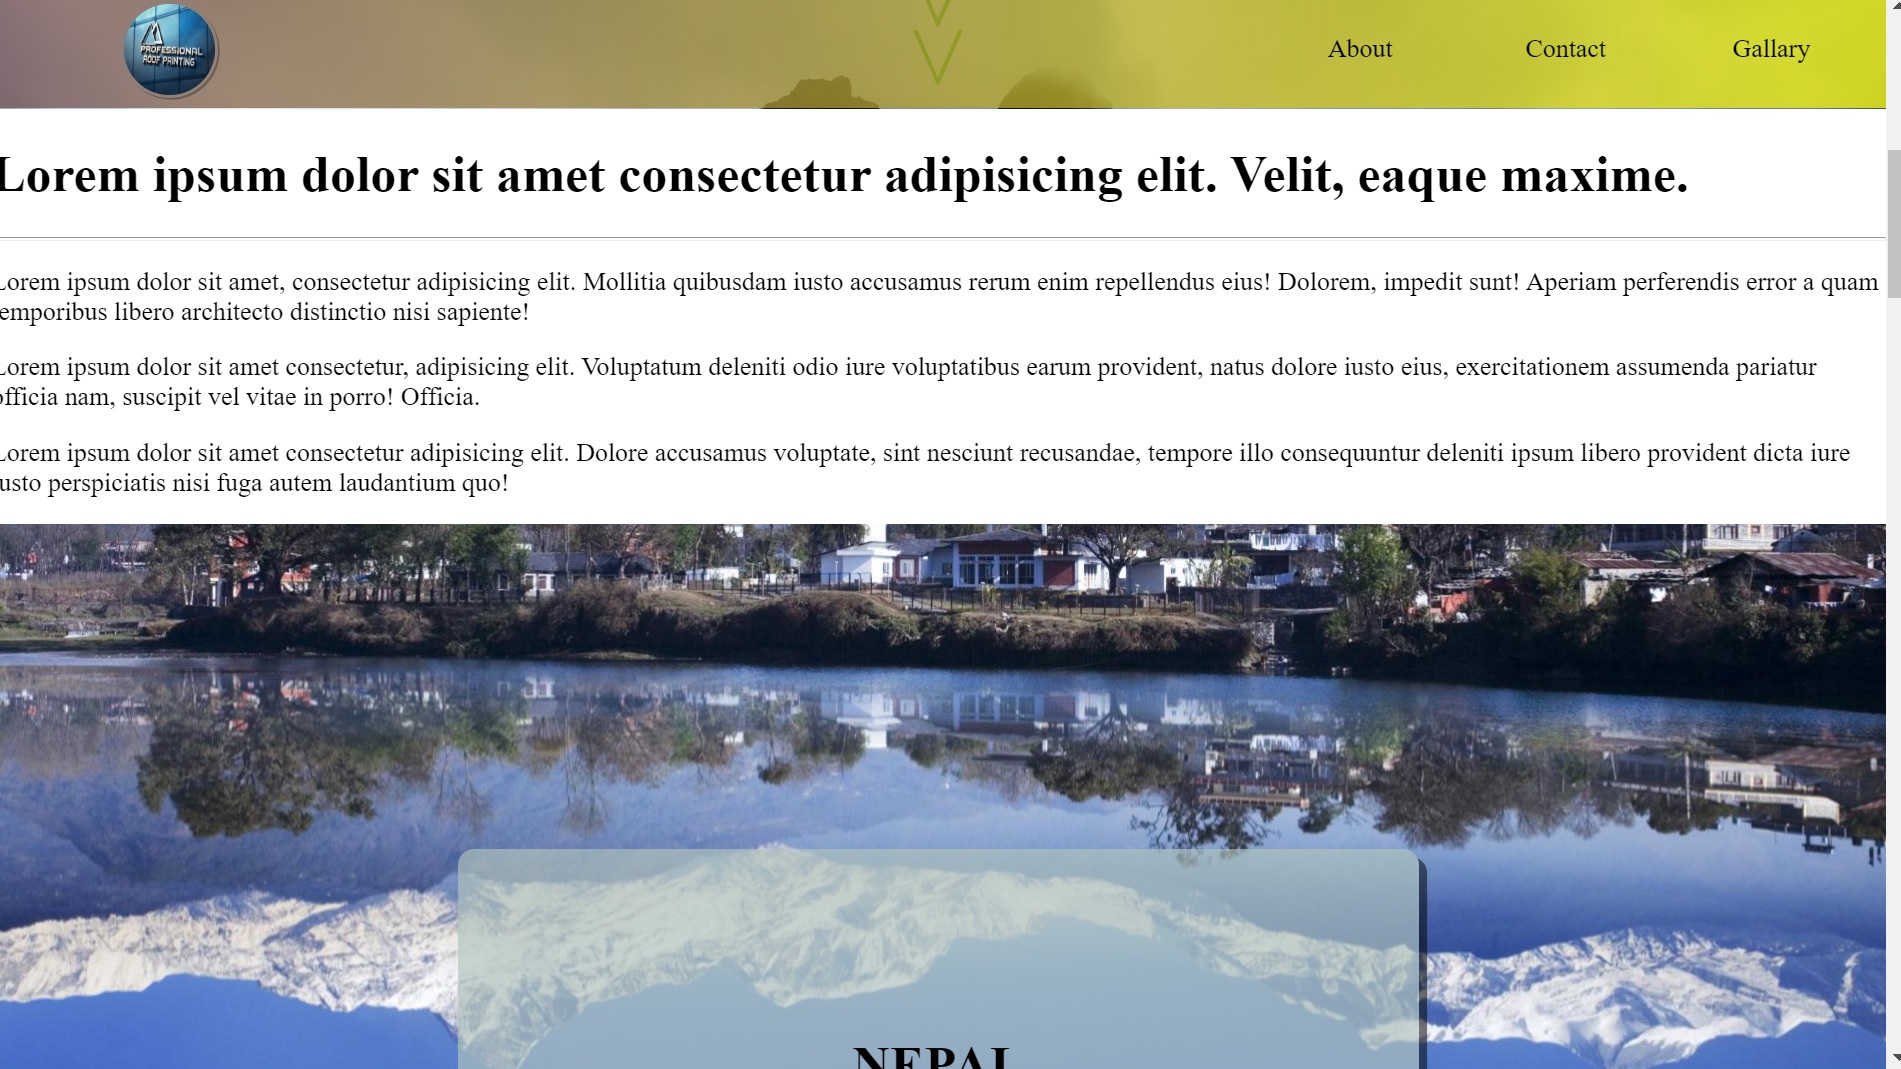 PROFESSIONAL
ROOF PAINTING
About
Contact
Gallary
Lorem ipsum dolor sit amet consectetur adipisicing elit. Velit, eaque maxime.
Lorem ipsum dolor sit amet, consectetur adipisicing elit. Mollitia quibusdam iusto accusamus rerum enim repellendus eius! Dolorem, impedit sunt! Aperiam perferendis error a quam
temporibus libero architecto distinctio nisi sapiente!
Lorem ipsum dolor sit amet consectetur, adipisicing elit. Voluptatum deleniti odio iure voluptatibus earum provident, natus dolore iusto eius, exercitationem assumenda pariatur
officia nam, suscipit vel vitae in porro! Officia.
Lorem ipsum dolor sit amet consectetur adipisicing elit. Dolore accusamus voluptate, sint nesciunt recusandae, tempore illo consequuntur deleniti ipsum libero provident dicta iure
iusto perspiciatis nisi fuga autem laudantium quo!
NEPAL